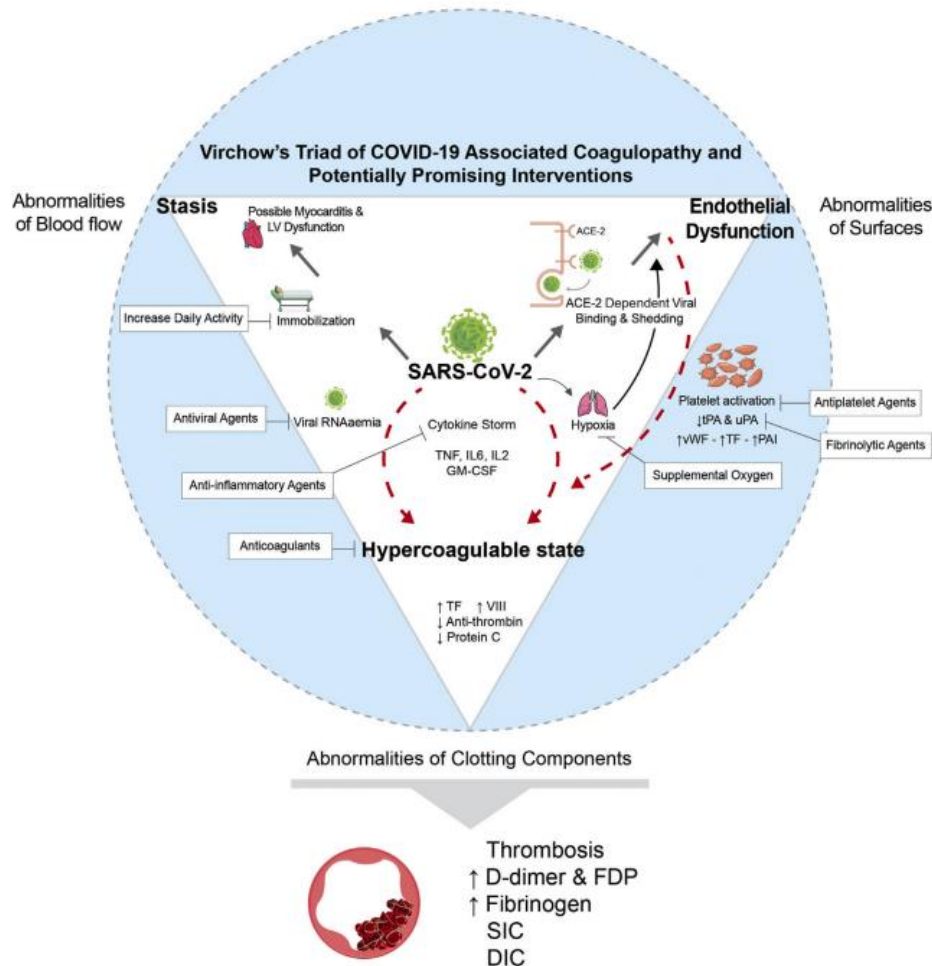 Virchow's Triad of COVID-19 Associated Coagulopathy and
Potentially Promising Interventions
Abnormalities
of Blood flow
Stasis
Possible Myocarditis &
LV Dysfunction
ACE-2
Endothelial
Dysfunction
Abnormalities
of Surfaces
Increase Daily Activity
Immobilization
ACE-2 Dependent Viral
Binding & Shedding
SARS-CoV-2
Antiviral Agents
Viral RNAaemia
Cytokine Storm
TNF, IL6, IL2
GM-CSF
Hypoxia
Platelet activation
↓tPA & uPA
↑vWF - ↑TF - ↑PAI
Antiplatelet Agents
Fibrinolytic Agents
Anti-inflammatory Agents
Supplemental Oxygen
Anticoagulants
Hypercoagulable state
↑ TF ↑ VIII
↓ Anti-thrombin
↓ Protein C
Abnormalities of Clotting Components
Thrombosis
↑ D-dimer & FDP
↑ Fibrinogen
SIC
DIC